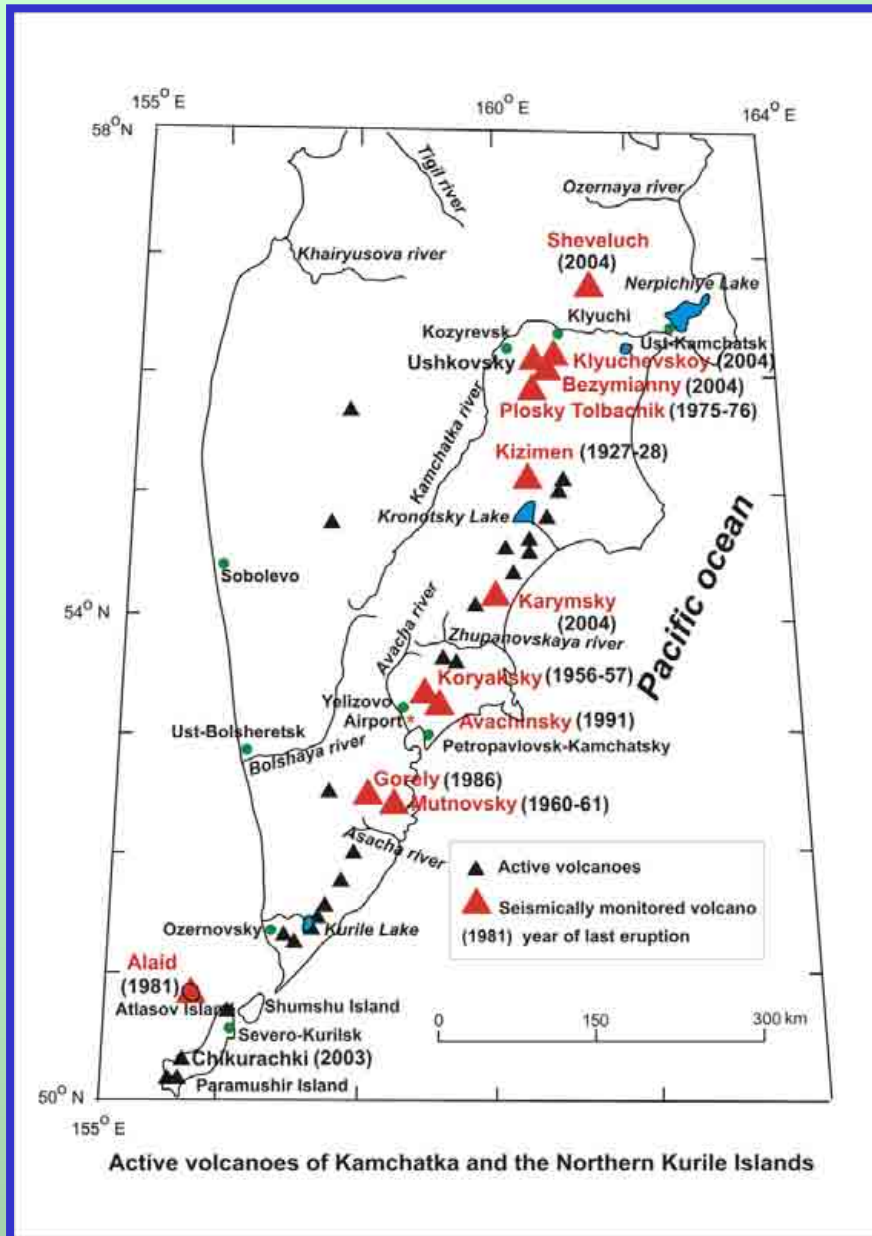 155° E
160° E
164° E
58° N
Tigil river
Ozernaya river
Khairyusova river
Sheveluch
(2004)
Nerpichiye Lake
Klyuchi
Kozyrevsk
Ust-Kamchatsk
Ushkovsky
Klyuchevskoy (2004)
Bezymianny (2004)
Plosky Tolbachik (1975-76)
Kamchatka river
Kizimen (1927-28)
Kronotsky Lake
Pacific ocean
Sobolevo
54° N
Karymsky
(2004)
Avacha river
Zhupanovskaya river
Koryaksky (1956-57)
Yelizovo
Airport *
Avachinsky (1991)
Ust-Bolsheretsk
Petropavlovsk-Kamchatsky
Bolshaya river
Gorely (1986)
Mutnovsky (1960-61)
Asacha river
Active volcanoes
Seismically monitored volcano
(1981) year of last eruption
Ozernovsky
Kurile Lake
Alaid
(1981)
Atlasov Island
Shumshu Island
Severo-Kurilsk
0 150 300 km
Chikurachki (2003)
Paramushir Island
50° N
155° E
Active volcanoes of Kamchatka and the Northern Kurile Islands